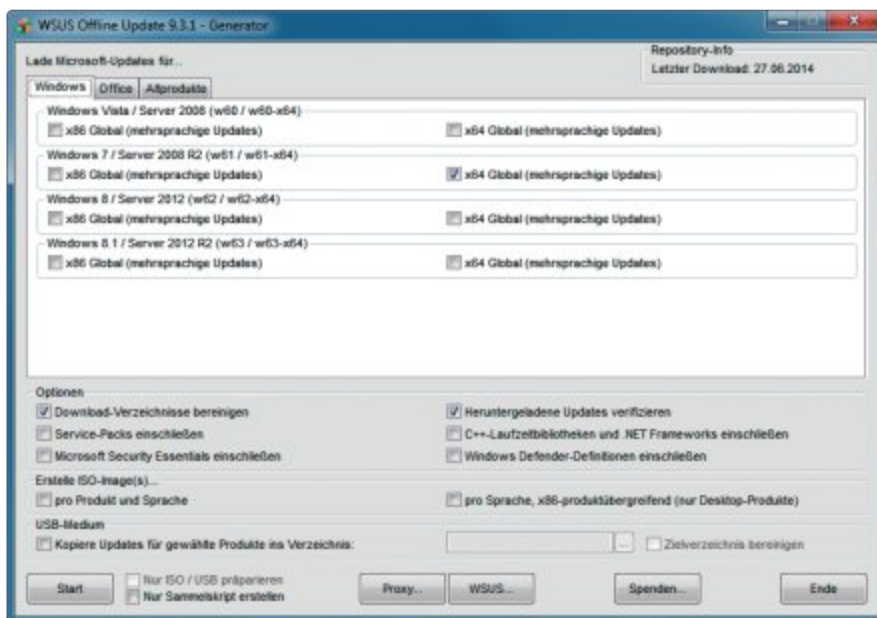 WSUS Offline Update 9.3.1 - Generator
Lade Microsoft-Updates für...
Repository-Info
Letzter Download: 27.06.2014
Windows Office Altprodukte
Windows Vista / Server 2008 (w60 / w60-x64)
x86 Global (mehrsprachige Updates) x64 Global (mehrsprachige Updates)
Windows 7 / Server 2008 R2 (w61 / w61-x64)
x86 Global (mehrsprachige Updates) x64 Global (mehrsprachige Updates)
Windows 8 / Server 2012 (w62 / w62-x64)
x86 Global (mehrsprachige Updates) x64 Global (mehrsprachige Updates)
Windows 8.1 / Server 2012 R2 (w63 / w63-x64)
x86 Global (mehrsprachige Updates) x64 Global (mehrsprachige Updates)
Optionen
Download-Verzeichnisse bereinigen Heruntergeladene Updates verifizieren
Service-Packs einschließen C++-Laufzeitbibliotheken und .NET Frameworks einschließen
Microsoft Security Essentials einschließen Windows Defender-Definitionen einschließen
Erstelle ISO-Image(s)...
pro Produkt und Sprache pro Sprache, x86-produktübergreifend (nur Desktop-Produkte)
USB-Medium
Kopiere Updates für gewählte Produkte ins Verzeichnis: ... Zielverzeichnis bereinigen
Start Nur ISO / USB präparieren
Nur Sammelskript erstellen Proxy... WSUS... Spenden... Ende